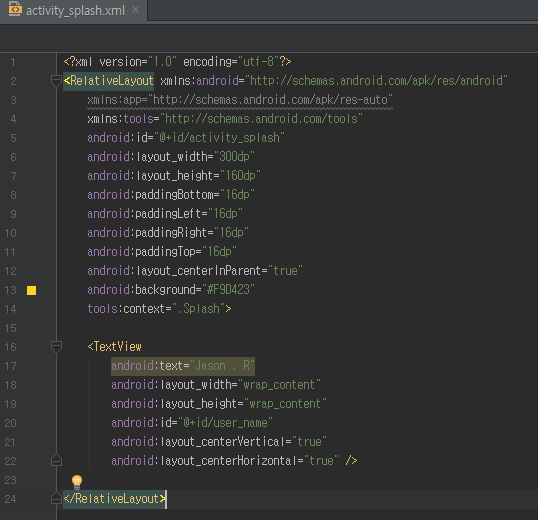 activity_splash.xml
1 <?xml version="1.0" encoding="utf-8"?>
2 <RelativeLayout xmlns:android="http://schemas.android.com/apk/res/android"
3 xmlns:app="http://schemas.android.com/apk/res-auto"
4 xmlns:tools="http://schemas.android.com/tools"
5 android:id="@+id/activity_splash"
6 android:layout_width="300dp"
7 android:layout_height="160dp"
8 android:paddingBottom="16dp"
9 android:paddingLeft="16dp"
10 android:paddingRight="16dp"
11 android:paddingTop="16dp"
12 android:layout_centerInParent="true"
13 android:background="#F9D423"
14 tools:context=".Splash">
15
16 <TextView
17 android:text="Jason . R"
18 android:layout_width="wrap_content"
19 android:layout_height="wrap_content"
20 android:id="@+id/user_name"
21 android:layout_centerVertical="true"
22 android:layout_centerHorizontal="true" />
23
24 </RelativeLayout>